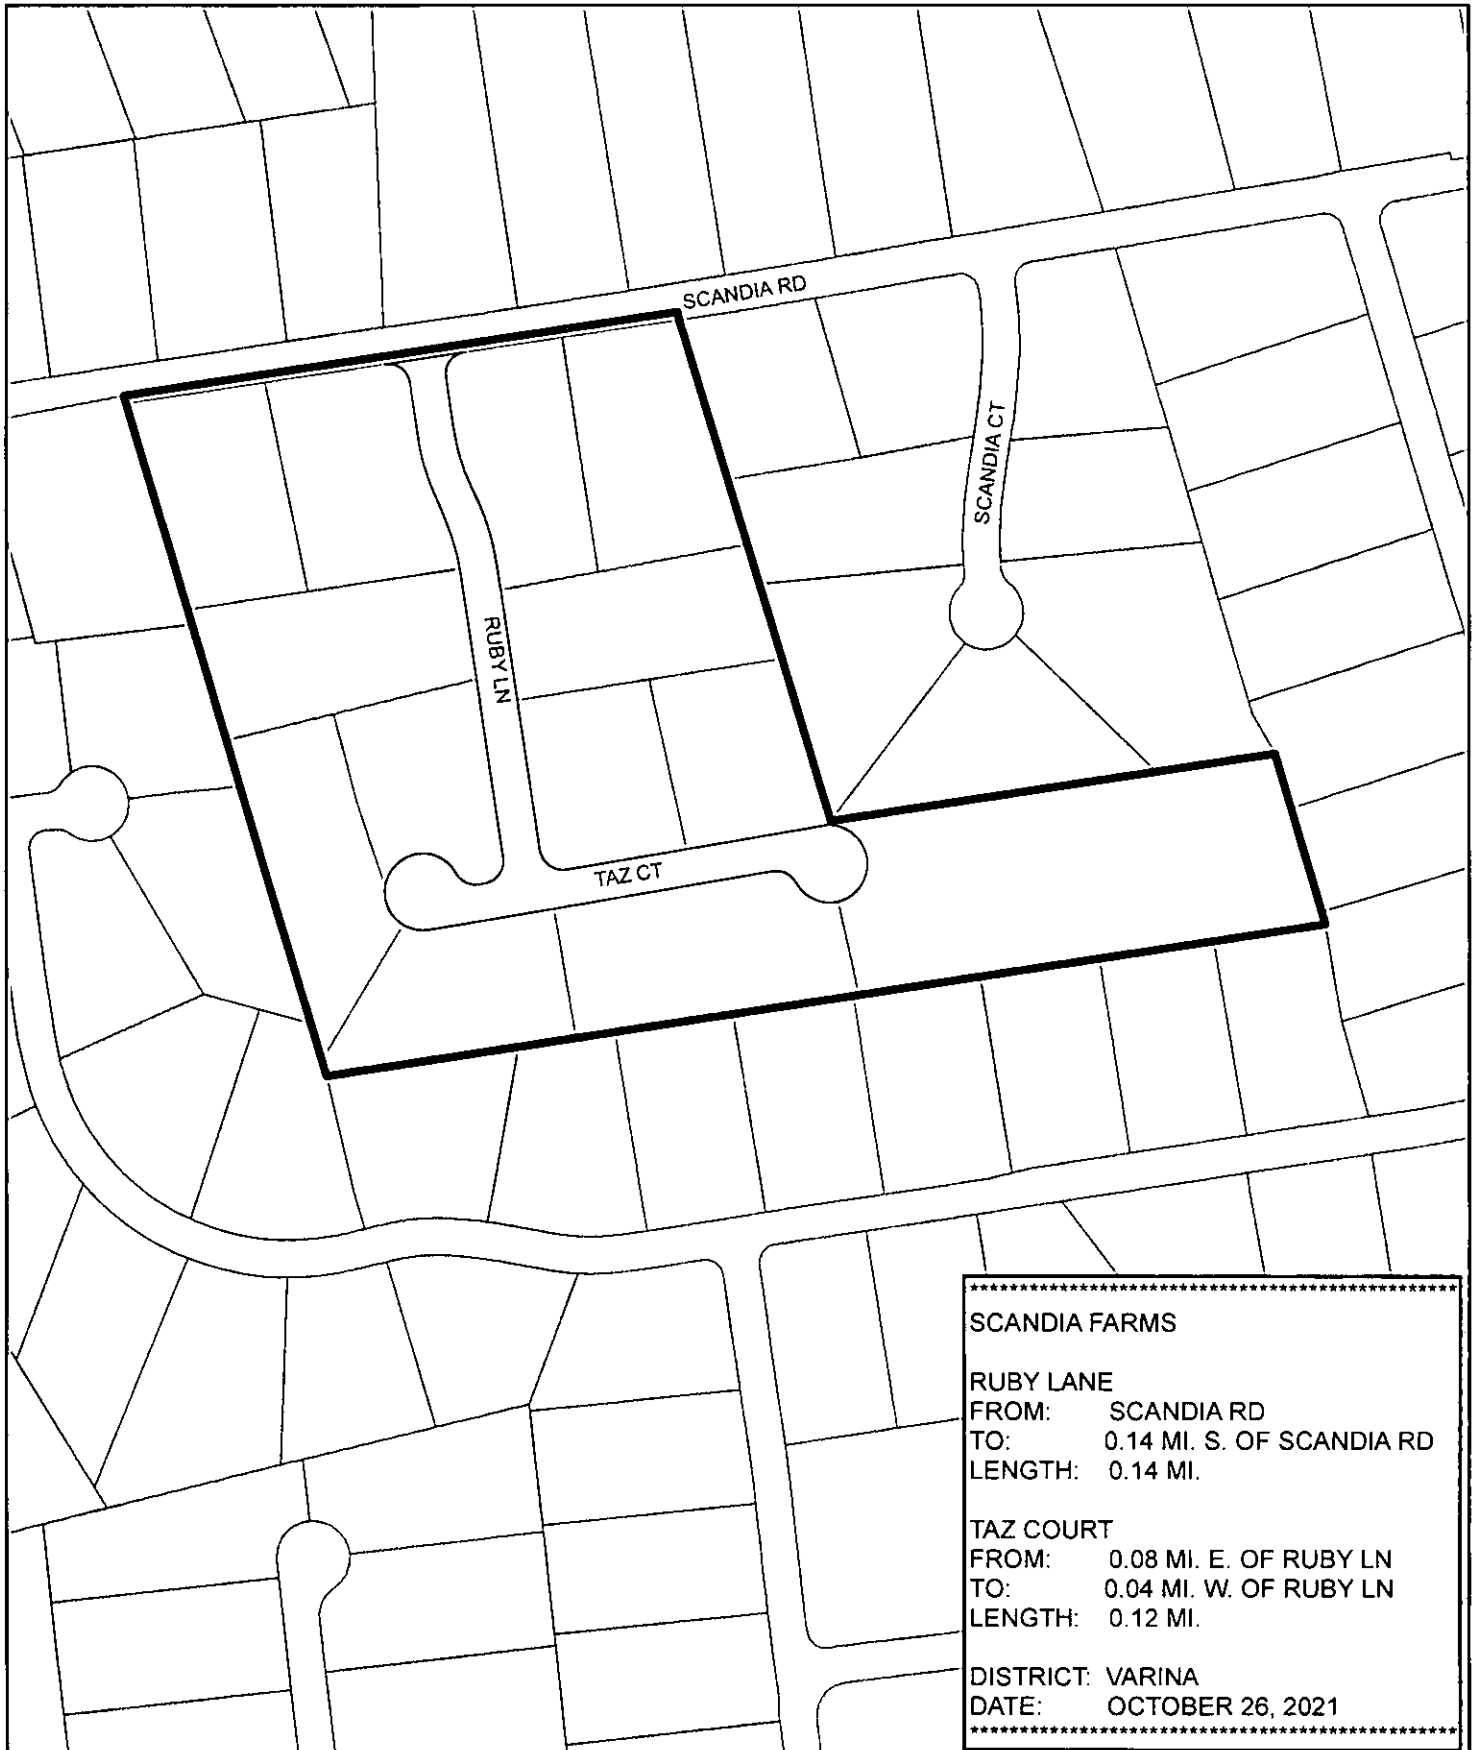 SCANDIA RD
SCANDIA CT
RUBY LN
TAZ CT
**************************************************
SCANDIA FARMS
RUBY LANE
FROM: SCANDIA RD
TO: 0.14 MI. S. OF SCANDIA RD
LENGTH: 0.14 MI.
TAZ COURT
FROM: 0.08 MI. E. OF RUBY LN
TO: 0.04 MI. W. OF RUBY LN
LENGTH: 0.12 MI.
DISTRICT: VARINA
DATE: OCTOBER 26, 2021
**************************************************